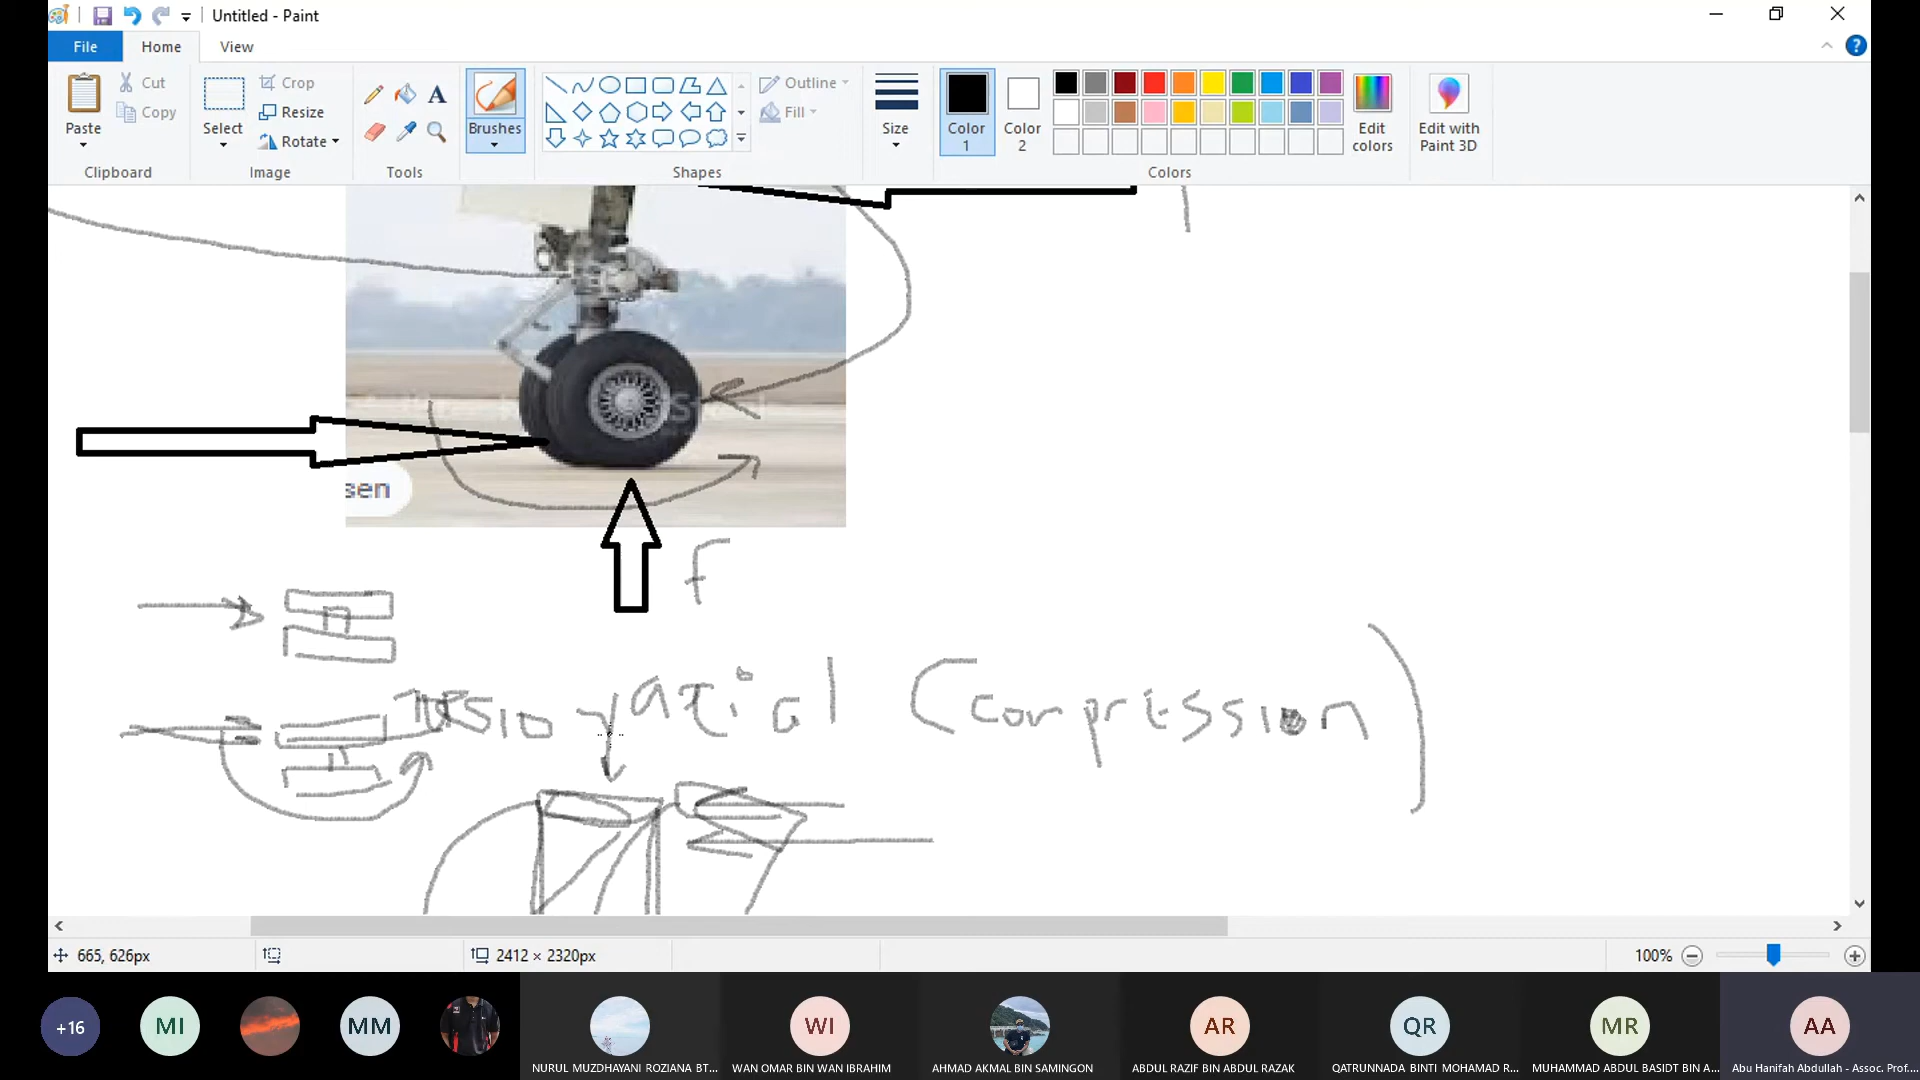 Untitled - Paint
File Home View
Paste
Cut
Copy
Clipboard
Select
Crop
Resize
Rotate
Image
Tools
Brushes
Shapes
Outline
Fill
Size
Color 1
Color 2
Edit colors
Colors
Edit with Paint 3D
sen
F
axial (compression)
665, 626px
2412 × 2320px
100%
+16
MI
MM
WI
AR
QR
MR
AA
NURUL MUZDHAYANI ROZIANA BT...
WAN OMAR BIN WAN IBRAHIM
AHMAD AKMAL BIN SAMINGON
ABDUL RAZIF BIN ABDUL RAZAK
QATRUNNADA BINTI MOHAMAD R...
MUHAMMAD ABDUL BASIDT BIN A...
Abu Hanifah Abdullah - Assoc. Prof....